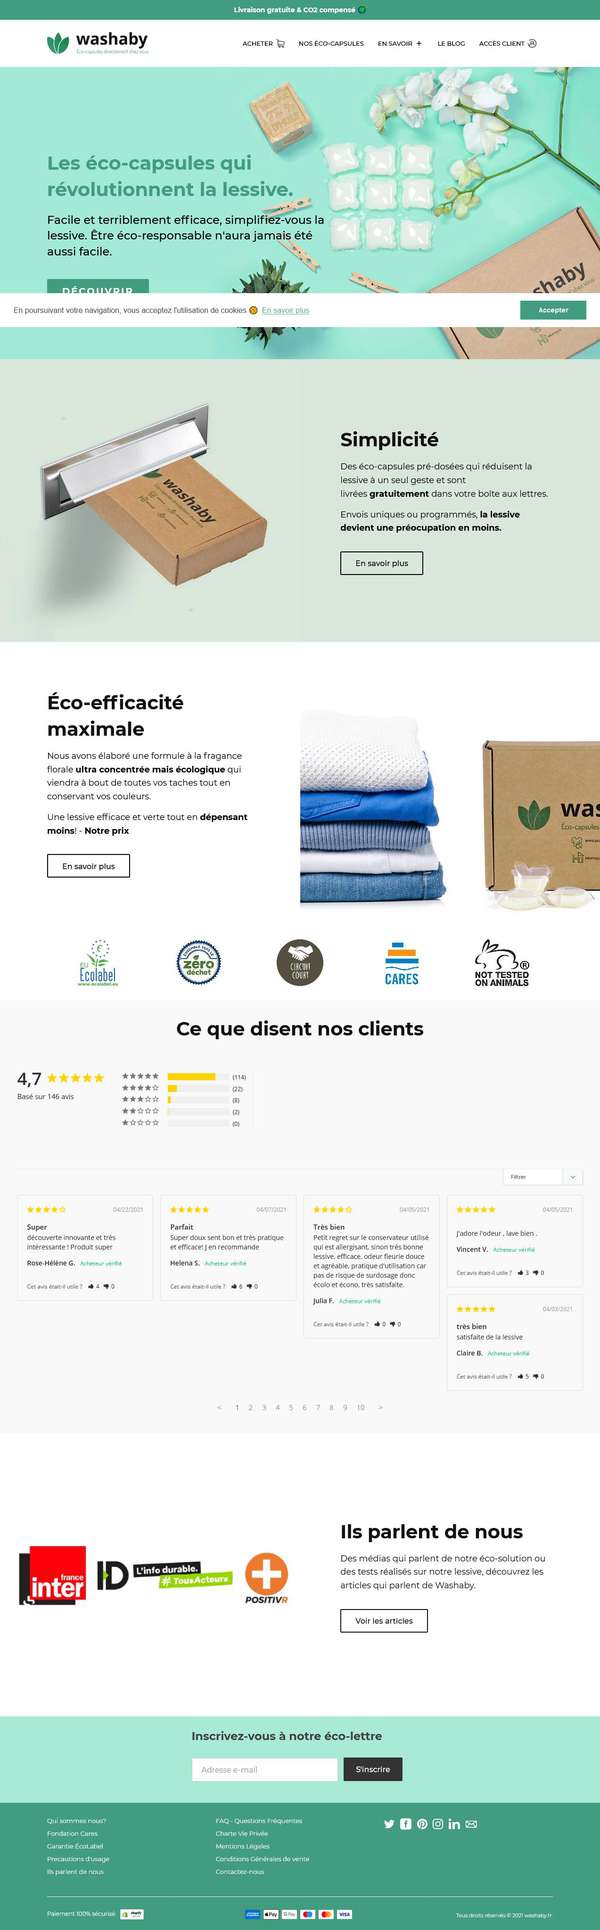 Livraison gratuite & CO2 compensé
washaby
Éco-capsules directement chez vous
ACHETER
NOS ÉCO-CAPSULES
EN SAVOIR +
LE BLOG
ACCÈS CLIENT
Les éco-capsules qui
révolutionnent la lessive.
Facile et terriblement efficace, simplifiez-vous la
lessive. Être éco-responsable n'aura jamais été
aussi facile.
DÉCOUVRIR
washaby
En poursuivant votre navigation, vous acceptez l'utilisation de cookies 🍪 En savoir plus
Accepter
washaby
Simplicité
Des éco-capsules pré-dosées qui réduisent la
lessive à un seul geste et sont
livrées gratuitement dans votre boîte aux lettres.
Envois uniques ou programmés, la lessive
devient une préocupation en moins.
En savoir plus
Éco-efficacité
maximale
Nous avons élaboré une formule à la fragance
florale ultra concentrée mais écologique qui
viendra à bout de toutes vos taches tout en
conservant vos couleurs.
Une lessive efficace et verte tout en dépensant
moins! - Notre prix
En savoir plus
was
Éco-capsules
EU
Ecolabel
www.ecolabel.eu
zéro
déchet
CIRCUIT
COURT
CARES
NOT TESTED
ON ANIMALS
Ce que disent nos clients
4,7
Basé sur 146 avis
(114)
(22)
(8)
(2)
(0)
Filtrer
04/22/2021
Super
découverte innovante et très
intéressante ! Produit super
Rose-Hélène G. Acheteur vérifié
Cet avis était-il utile ? 4 0
04/07/2021
Parfait
Super doux sent bon et très pratique
et efficace! J en recommande
Helena S. Acheteur vérifié
Cet avis était-il utile ? 6 0
04/05/2021
Très bien
Petit regret sur le conservateur utilisé
qui est allergisant, sinon très bonne
lessive, efficace, odeur fleurie douce
et agréable, pratique d'utilisation car
pas de risque de surdosage donc
écolo et écono, très satisfaite.
Julia F. Acheteur vérifié
Cet avis était-il utile ? 0 0
04/05/2021
J'adore l'odeur , lave bien .
Vincent V. Acheteur vérifié
Cet avis était-il utile ? 3 0
04/03/2021
très bien
satisfaite de la lessive
Claire B. Acheteur vérifié
Cet avis était-il utile ? 5 0
< 1 2 3 4 5 6 7 8 9 10 >
france
inter
ID
L'info durable.
#TousActeurs
POSITIVR
Ils parlent de nous
Des médias qui parlent de notre éco-solution ou
des tests réalisés sur notre lessive, découvrez les
articles qui parlent de Washaby.
Voir les articles
Inscrivez-vous à notre éco-lettre
Adresse e-mail
S'inscrire
Qui sommes nous?
Fondation Cares
Garantie ÉcoLabel
Precautions d'usage
Ils parlent de nous
FAQ - Questions Fréquentes
Charte Vie Privée
Mentions Légales
Conditions Générales de vente
Contactez-nous
Paiement 100% sécurisé
Pay
VISA
Tous droits réservés © 2021 washaby.fr